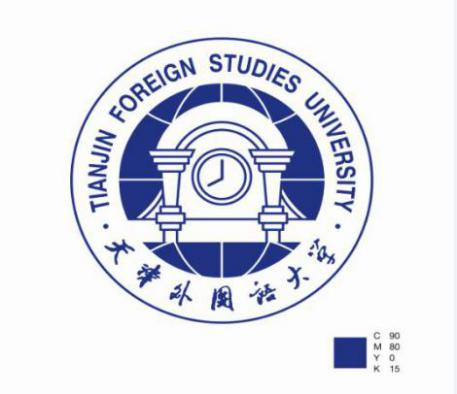 · TIANJIN FOREIGN STUDIES UNIVERSITY ·
天津外国语大学
C 90
M 80
Y 0
K 15